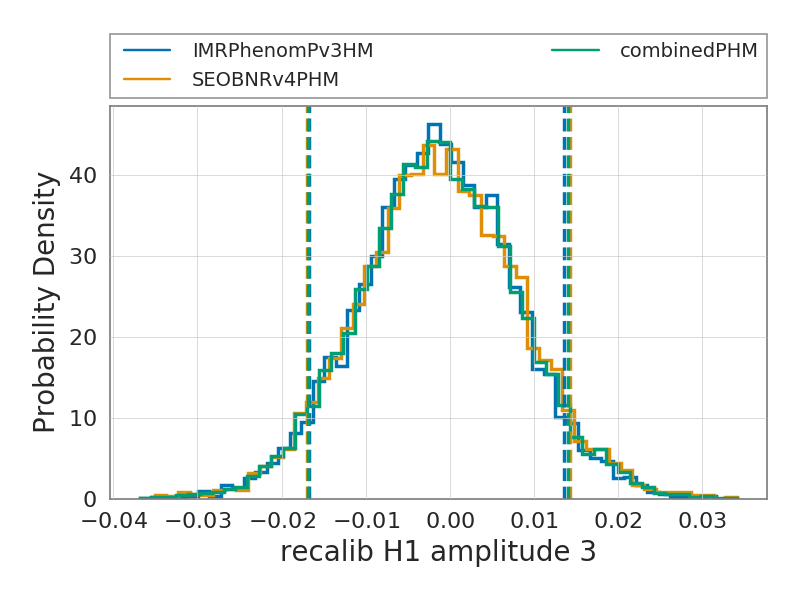 IMRPhenomPv3HM
SEOBNRv4PHM
combinedPHM
Probability Density
40
30
20
10
0
−0.04 −0.03 −0.02 −0.01 0.00 0.01 0.02 0.03
recalib H1 amplitude 3